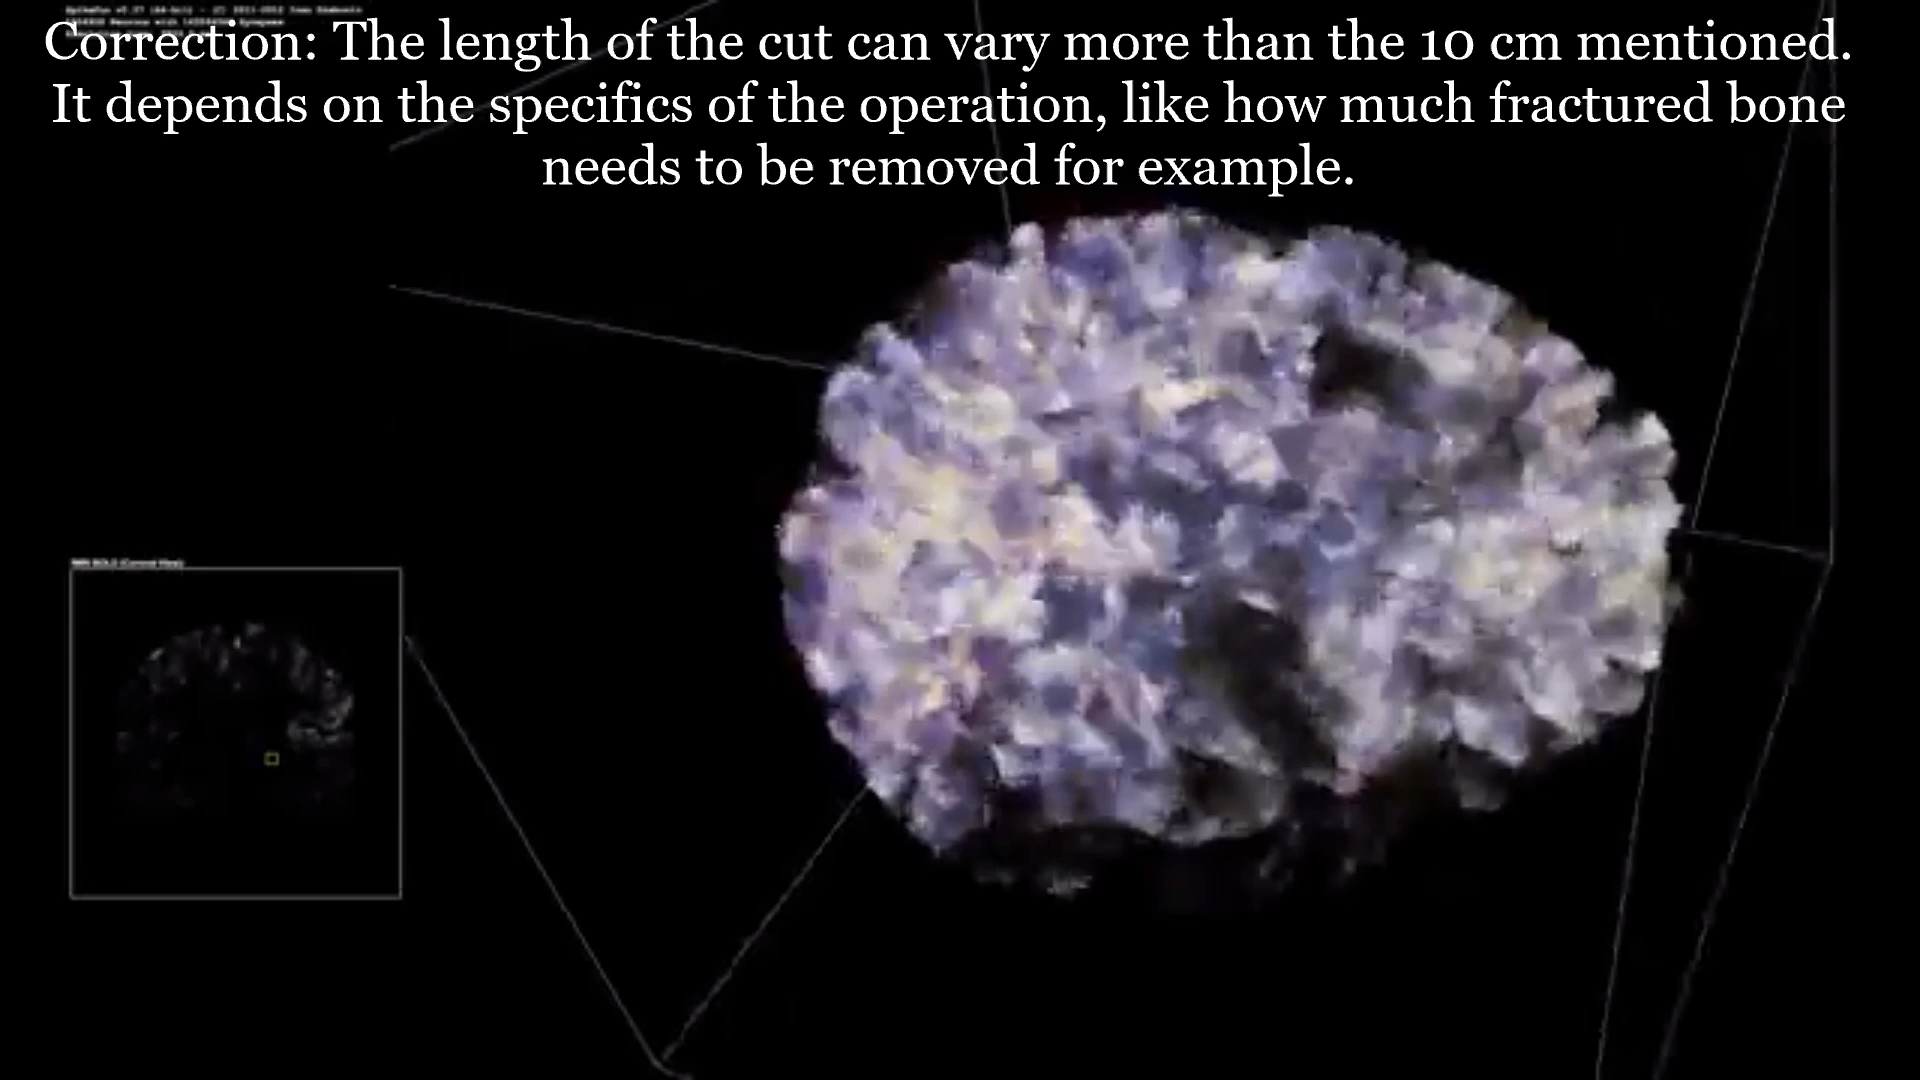 Correction: The length of the cut can vary more than the 10 cm mentioned.
It depends on the specifics of the operation, like how much fractured bone
needs to be removed for example.